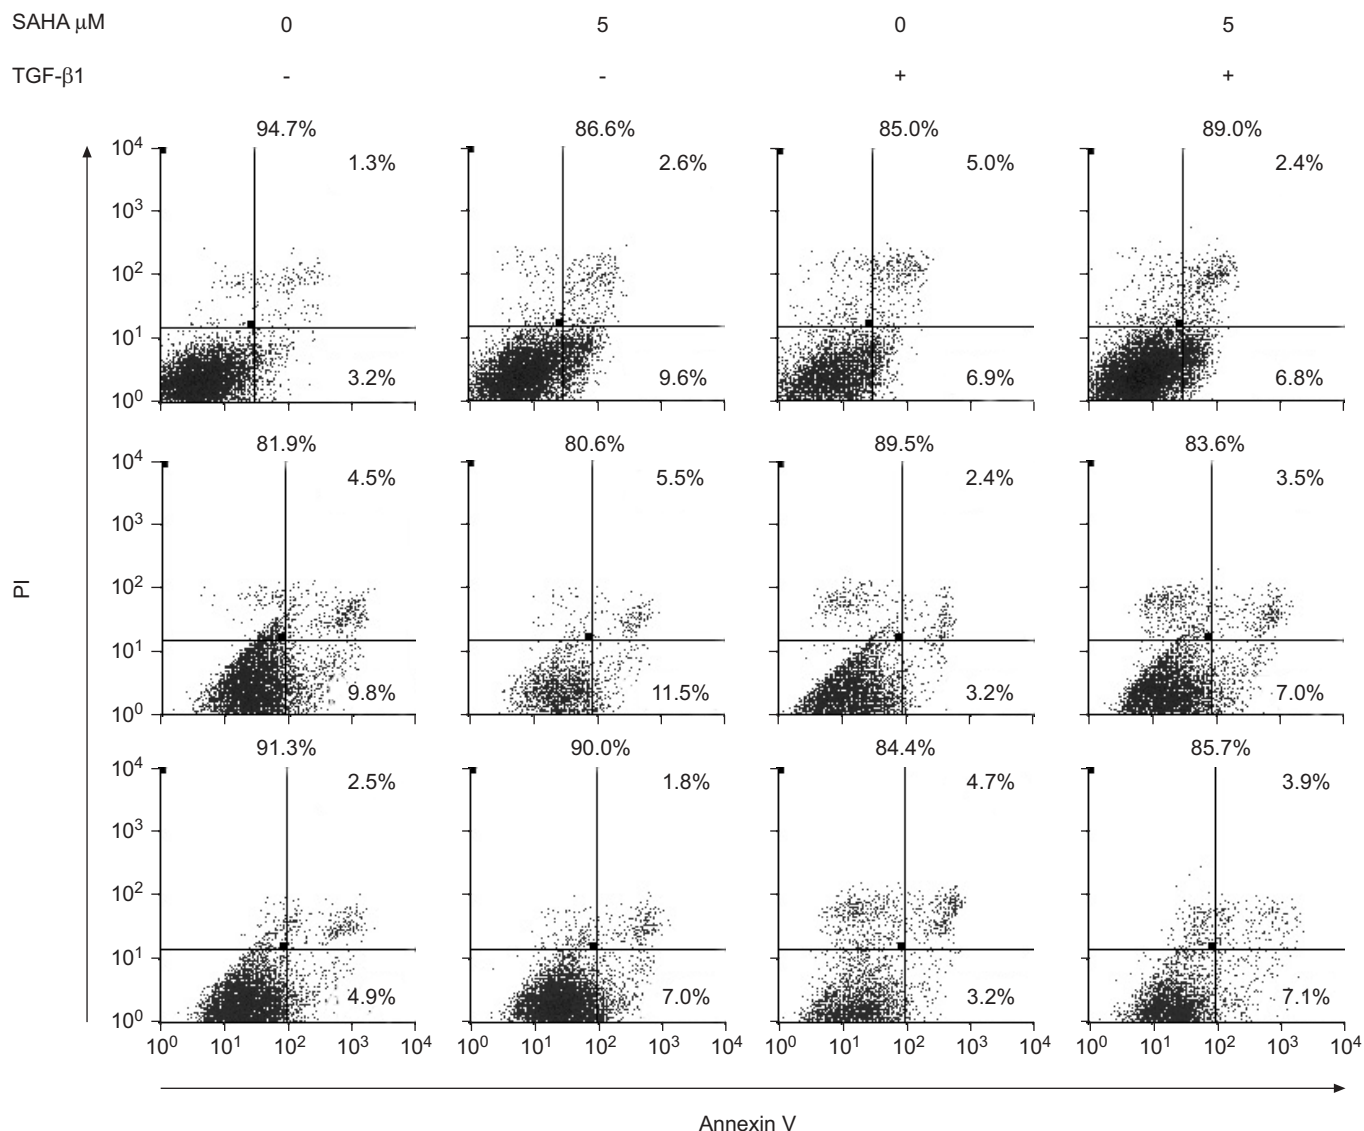 SAHA μM 0 5 0 5
TGF-β1 - - + +
94.7% 86.6% 85.0% 89.0%
10⁴ 1.3% 2.6% 5.0% 2.4%
10³
10²
10¹
3.2% 9.6% 6.9% 6.8%
10⁰
81.9% 80.6% 89.5% 83.6%
10⁴ 4.5% 5.5% 2.4% 3.5%
10³
PI
10²
10¹
9.8% 11.5% 3.2% 7.0%
10⁰
91.3% 90.0% 84.4% 85.7%
10⁴ 2.5% 1.8% 4.7% 3.9%
10³
10²
10¹
4.9% 7.0% 3.2% 7.1%
10⁰
10⁰ 10¹ 10² 10³ 10⁴ 10⁰ 10¹ 10² 10³ 10⁴ 10⁰ 10¹ 10² 10³ 10⁴ 10⁰ 10¹ 10² 10³ 10⁴
Annexin V